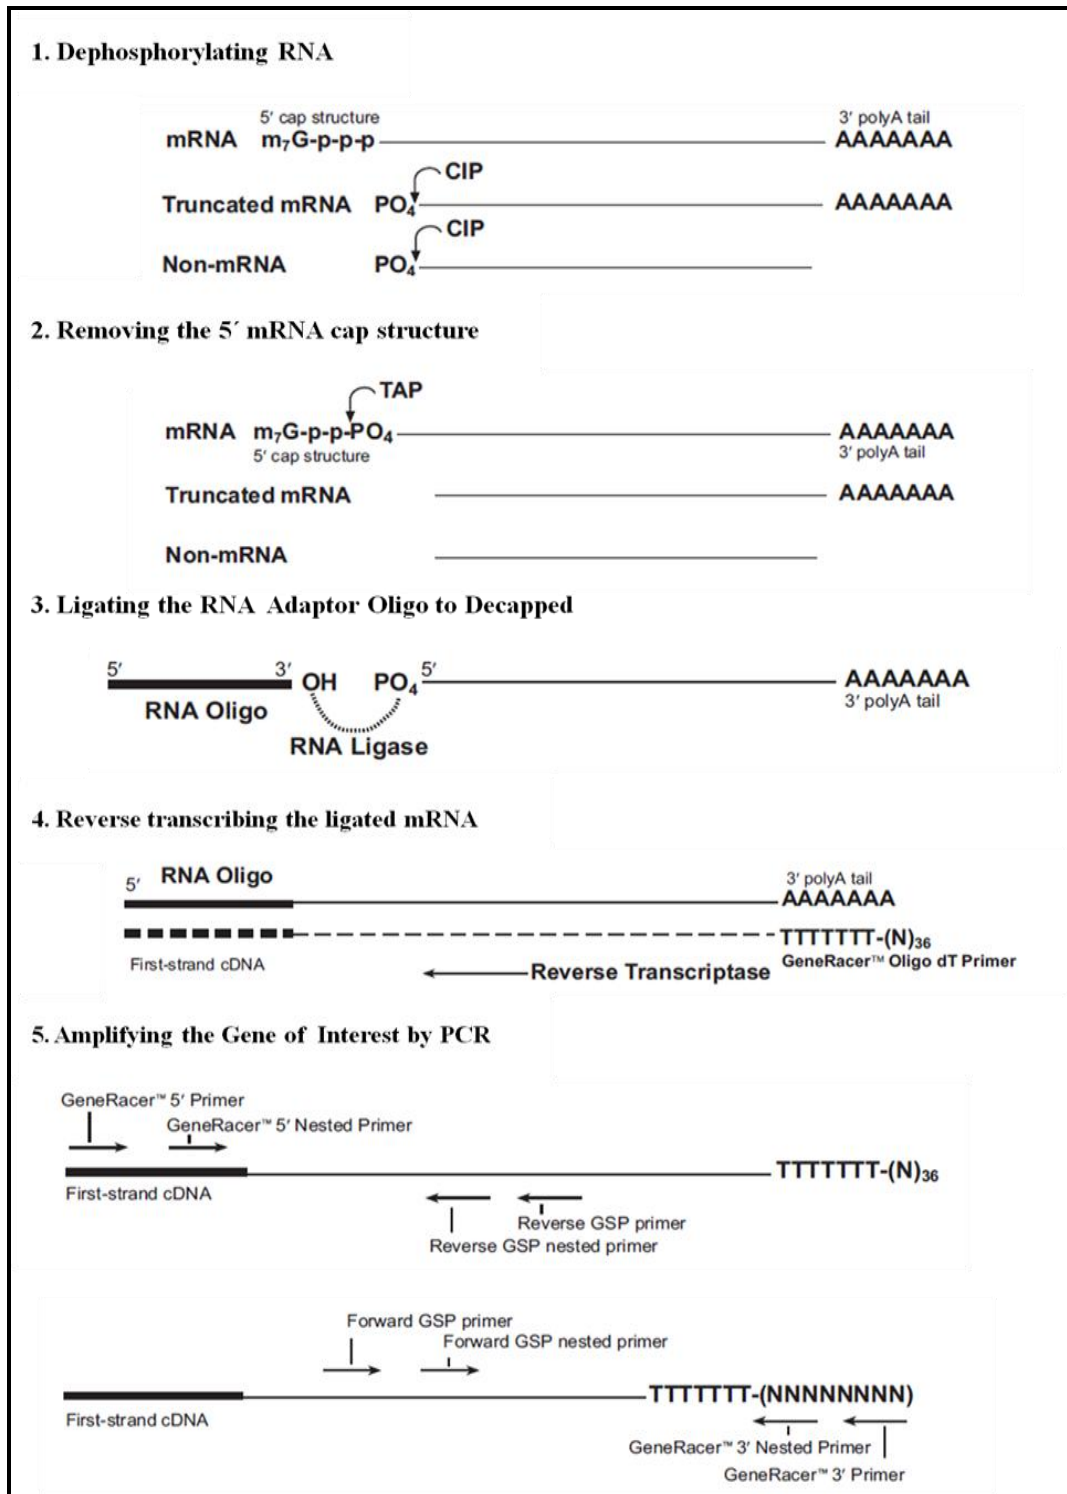 1. Dephosphorylating RNA
5′ cap structure
3′ polyA tail
mRNA m₇G-p-p-p AAAAAAA
CIP
Truncated mRNA PO₄ AAAAAAA
CIP
Non-mRNA PO₄
2. Removing the 5´ mRNA cap structure
TAP
mRNA m₇G-p-p-PO₄ AAAAAAA
5′ cap structure 3′ polyA tail
Truncated mRNA AAAAAAA
Non-mRNA
3. Ligating the RNA Adaptor Oligo to Decapped
5′ 3′ OH PO₄ 5′ AAAAAAA
RNA Oligo 3′ polyA tail
RNA Ligase
4. Reverse transcribing the ligated mRNA
5′ RNA Oligo 3′ polyA tail
AAAAAAA
TTTTTTT-(N)₃₆
First-strand cDNA Reverse Transcriptase GeneRacer™ Oligo dT Primer
5. Amplifying the Gene of Interest by PCR
GeneRacer™ 5′ Primer
GeneRacer™ 5′ Nested Primer
TTTTTTT-(N)₃₆
First-strand cDNA
Reverse GSP primer
Reverse GSP nested primer
Forward GSP primer
Forward GSP nested primer
TTTTTTT-(NNNNNNNN)
First-strand cDNA
GeneRacer™ 3′ Nested Primer
GeneRacer™ 3′ Primer